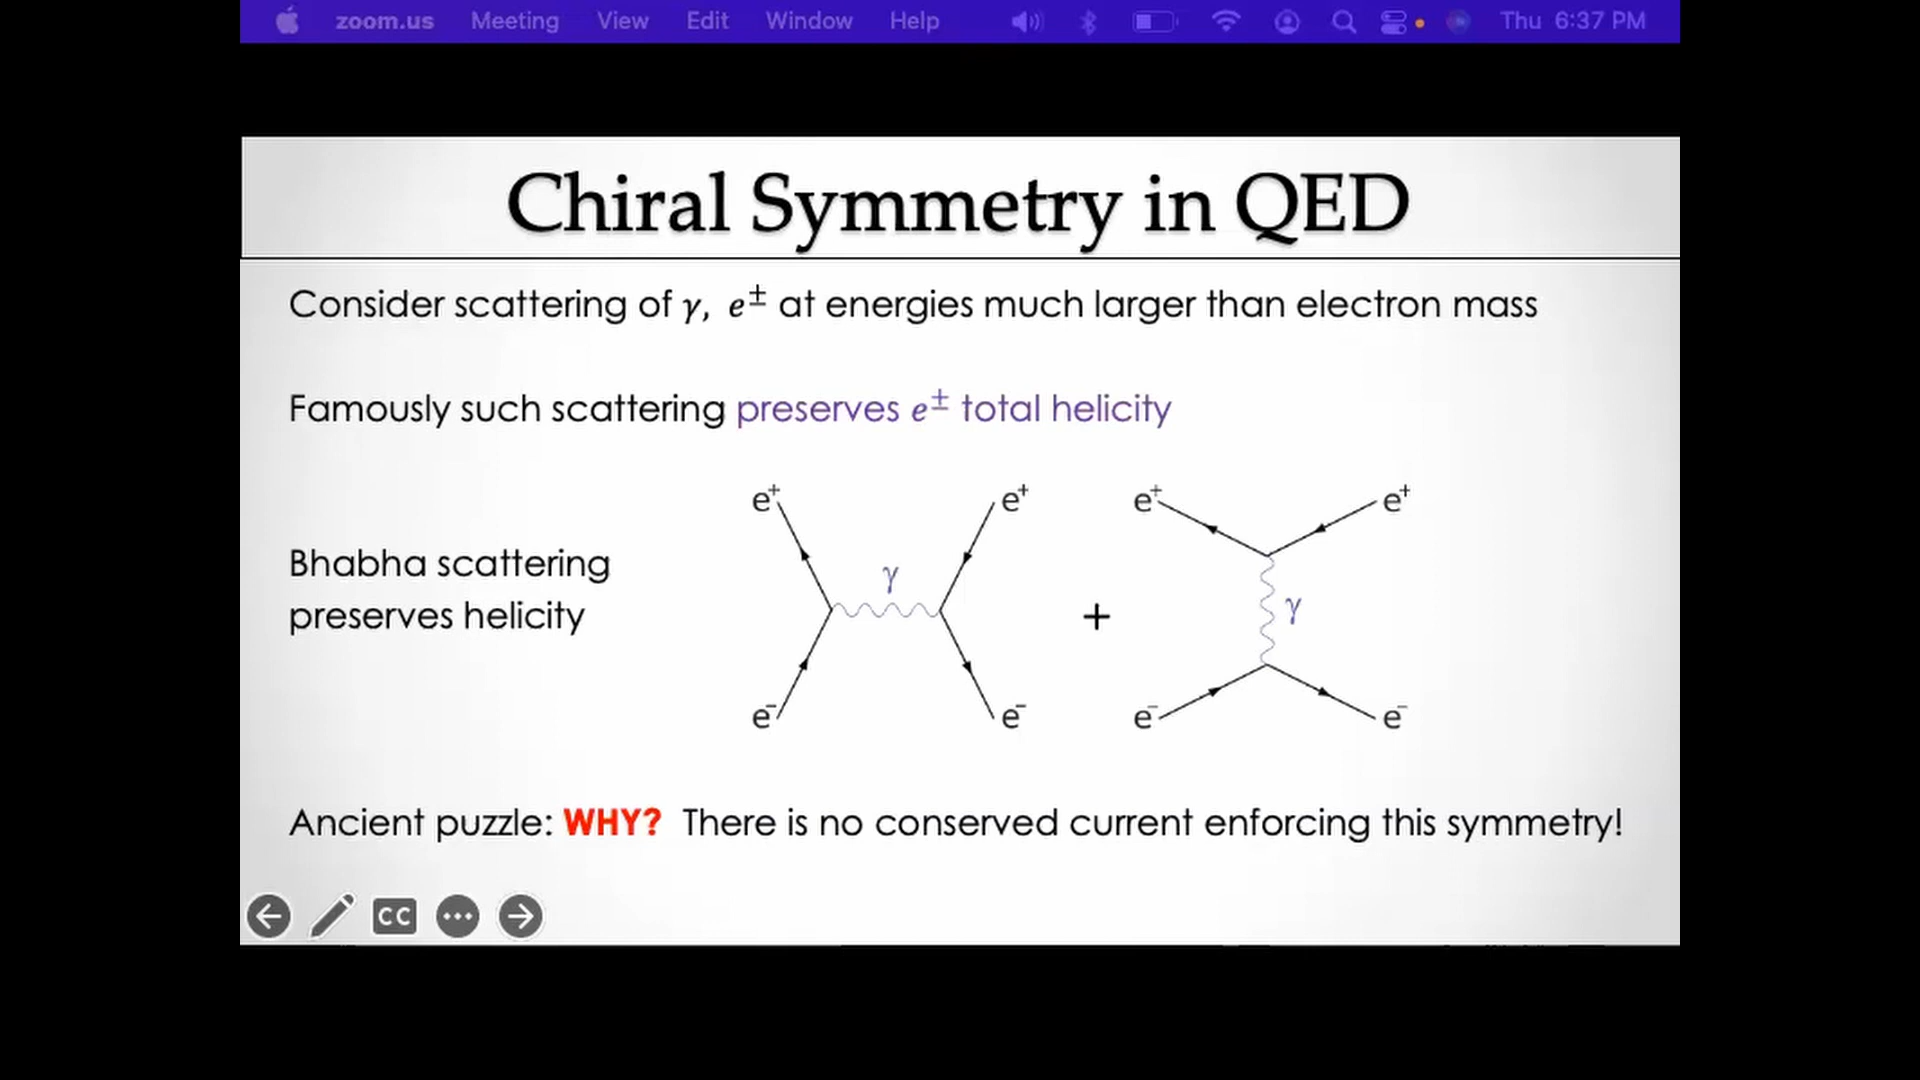 zoom.us Meeting View Edit Window Help Thu 6:37 PM
Chiral Symmetry in QED
Consider scattering of γ, e± at energies much larger than electron mass
Famously such scattering preserves e± total helicity
e⁺ e⁺ e⁺ e⁺
Bhabha scattering
preserves helicity
γ + γ
e⁻ e⁻ e⁻ e⁻
Ancient puzzle: WHY? There is no conserved current enforcing this symmetry!
CC